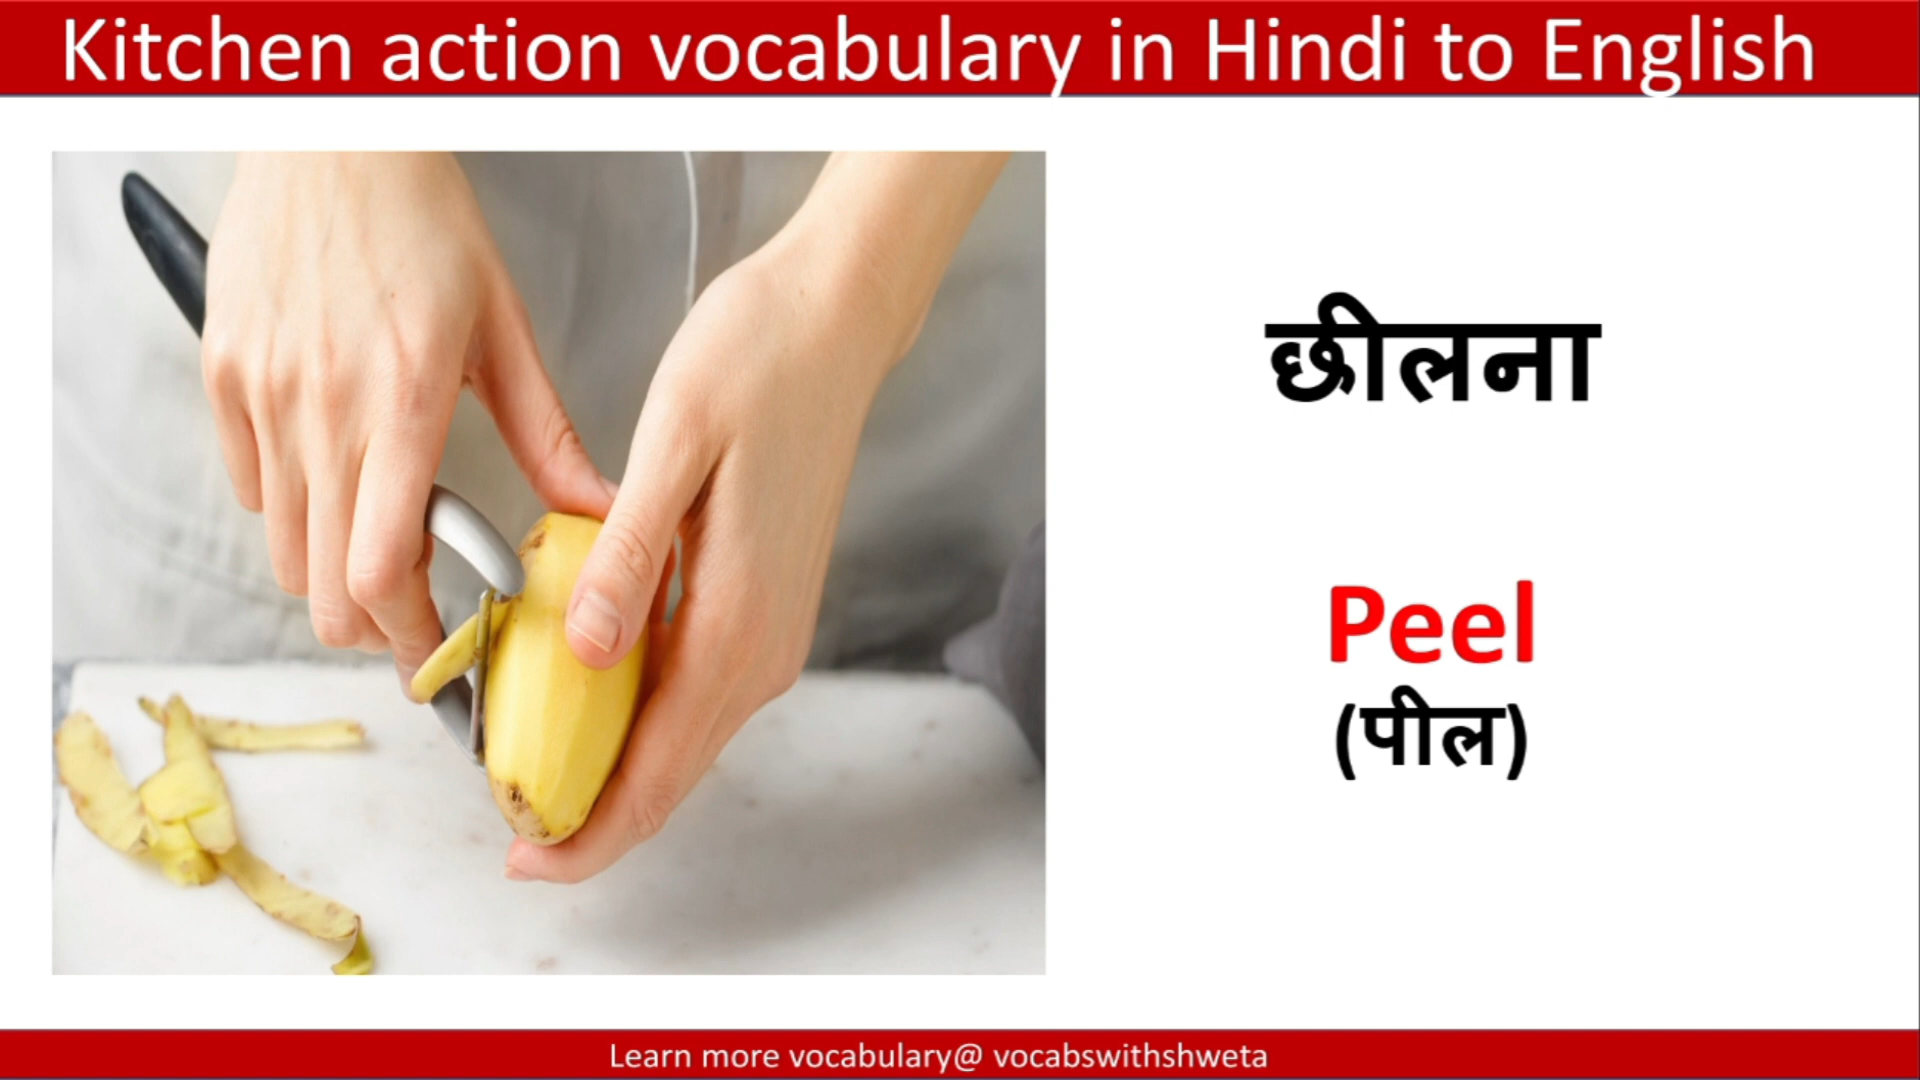 Kitchen action vocabulary in Hindi to English
छीलना
Peel
(पील)
Learn more vocabulary@ vocabswithshweta